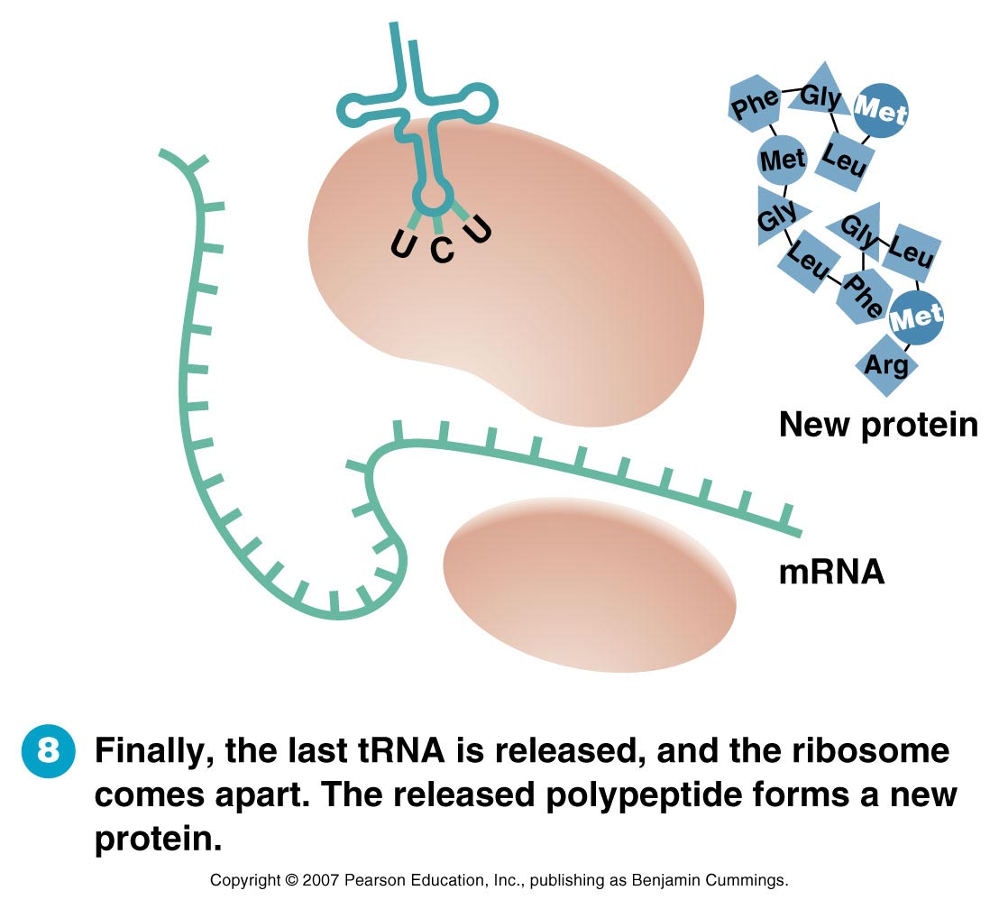 Phe
Gly
Met
Met
Leu
Gly
Gly
Leu
Leu
Phe
Met
Arg
U C U
New protein
mRNA
8 Finally, the last tRNA is released, and the ribosome
comes apart. The released polypeptide forms a new
protein.
Copyright © 2007 Pearson Education, Inc., publishing as Benjamin Cummings.